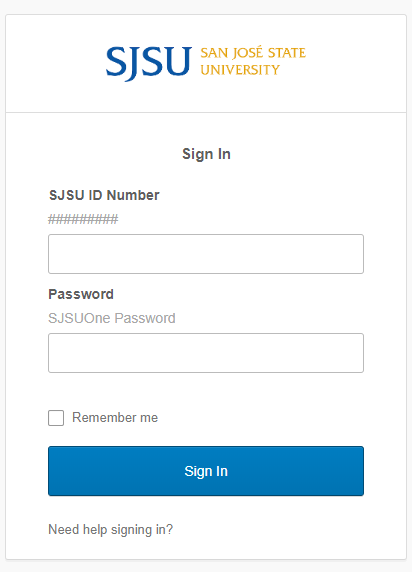 SJSU SAN JOSÉ STATE
UNIVERSITY
Sign In
SJSU ID Number
#########
Password
SJSUOne Password
Remember me
Sign In
Need help signing in?